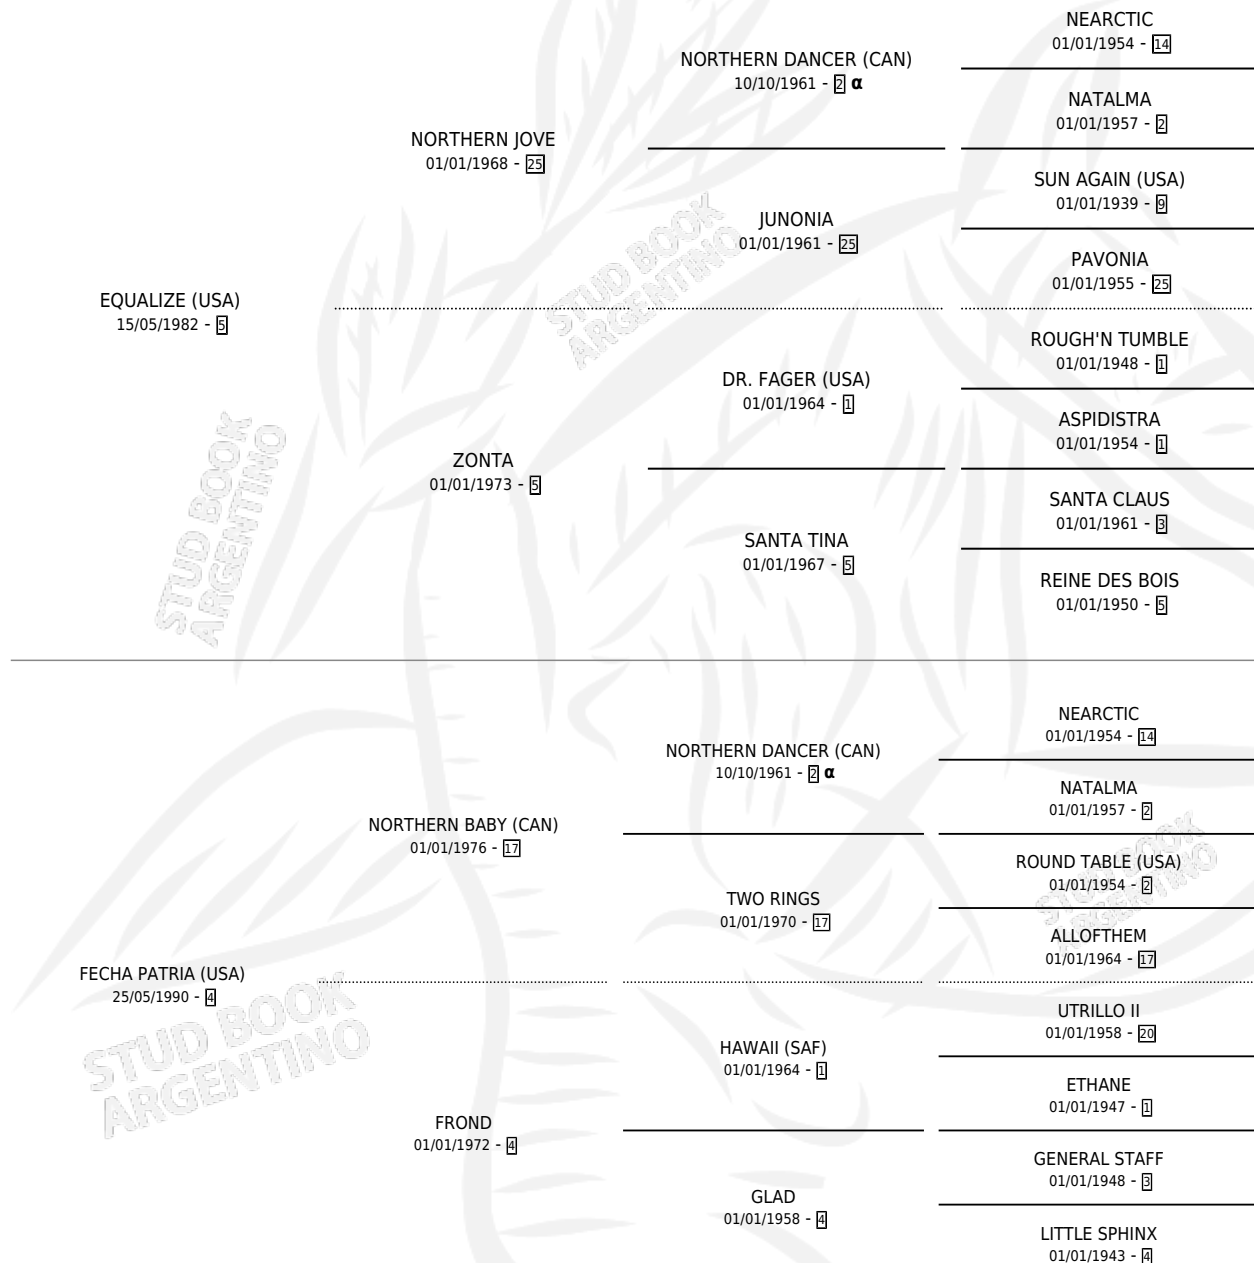 NEARCTIC
01/01/1954 - 14
NORTHERN DANCER (CAN)
10/10/1961 - 2 α
NATALMA
01/01/1957 - 2
NORTHERN JOVE
01/01/1968 - 25
SUN AGAIN (USA)
01/01/1939 - 9
JUNONIA
01/01/1961 - 25
PAVONIA
01/01/1955 - 25
EQUALIZE (USA)
15/05/1982 - 5
STUD BOOK
ARGENTINO
ROUGH'N TUMBLE
01/01/1948 - 1
DR. FAGER (USA)
01/01/1964 - 1
ASPIDISTRA
01/01/1954 - 1
ZONTA
01/01/1973 - 5
SANTA CLAUS
01/01/1961 - 3
SANTA TINA
01/01/1967 - 5
REINE DES BOIS
01/01/1950 - 5
STUD BOOK
ARGENTINO
NEARCTIC
01/01/1954 - 14
NORTHERN DANCER (CAN)
10/10/1961 - 2 α
NATALMA
01/01/1957 - 2
NORTHERN BABY (CAN)
01/01/1976 - 17
ROUND TABLE (USA)
01/01/1954 - 2
STUD BOOK
ARGENTINO
TWO RINGS
01/01/1970 - 17
ALLOFTHEM
01/01/1964 - 17
FECHA PATRIA (USA)
25/05/1990 - 4
STUD BOOK
ARGENTINO
UTRILLO II
01/01/1958 - 20
HAWAII (SAF)
01/01/1964 - 1
ETHANE
01/01/1947 - 1
FROND
01/01/1972 - 4
GENERAL STAFF
01/01/1948 - 3
GLAD
01/01/1958 - 4
LITTLE SPHINX
01/01/1943 - 4